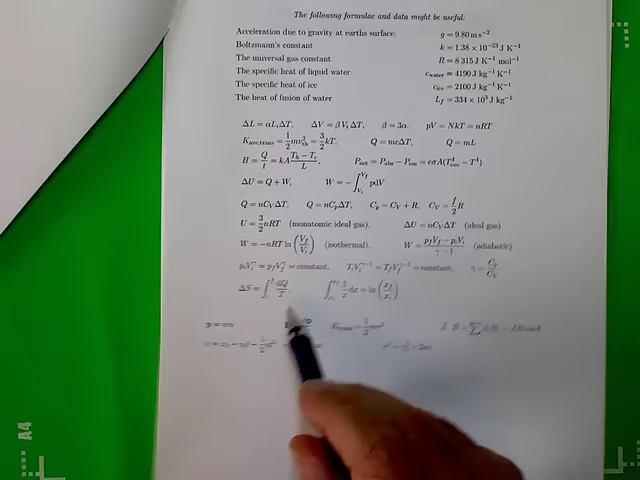 The following formulae and data might be useful:
Acceleration due to gravity at earths surface: g = 9.80 m s⁻²
Boltzmann's constant k = 1.38 × 10⁻²³ J K⁻¹
The universal gas constant R = 8.315 J K⁻¹ mol⁻¹
The specific heat of liquid water c_water = 4190 J kg⁻¹ K⁻¹
The specific heat of ice c_ice = 2100 J kg⁻¹ K⁻¹
The heat of fusion of water L_f = 334 × 10³ J kg⁻¹
ΔL = αL_iΔT, ΔV = βV_iΔT, β = 3α, pV = NkT = nRT
K_ave,trans = 1/2 mv²_th = 3/2 kT, Q = mcΔT, Q = mL
H = Q/t = kA (T_h − T_c)/L, P_net = P_abs − P_em = eσA(T⁴_env − T⁴)
ΔU = Q + W, W = −∫_{V_i}^{V_f} pdV
Q = nC_VΔT, Q = nC_pΔT, C_p = C_V + R, C_V = f/2 R
U = 3/2 nRT (monatomic ideal gas). ΔU = nC_VΔT (ideal gas)
W = −nRT ln(V_f/V_i) (isothermal). W = (p_fV_f − p_iV_i)/(γ − 1) (adiabatic)
p_iV_i^γ = p_fV_f^γ = constant, T_iV_i^{γ−1} = T_fV_f^{γ−1} = constant, γ = C_p/C_V
ΔS = ∫_i^f dQ/T, ∫_{x_i}^{x_f} 1/x dx = ln(x_f/x_i)
p = mv
A4